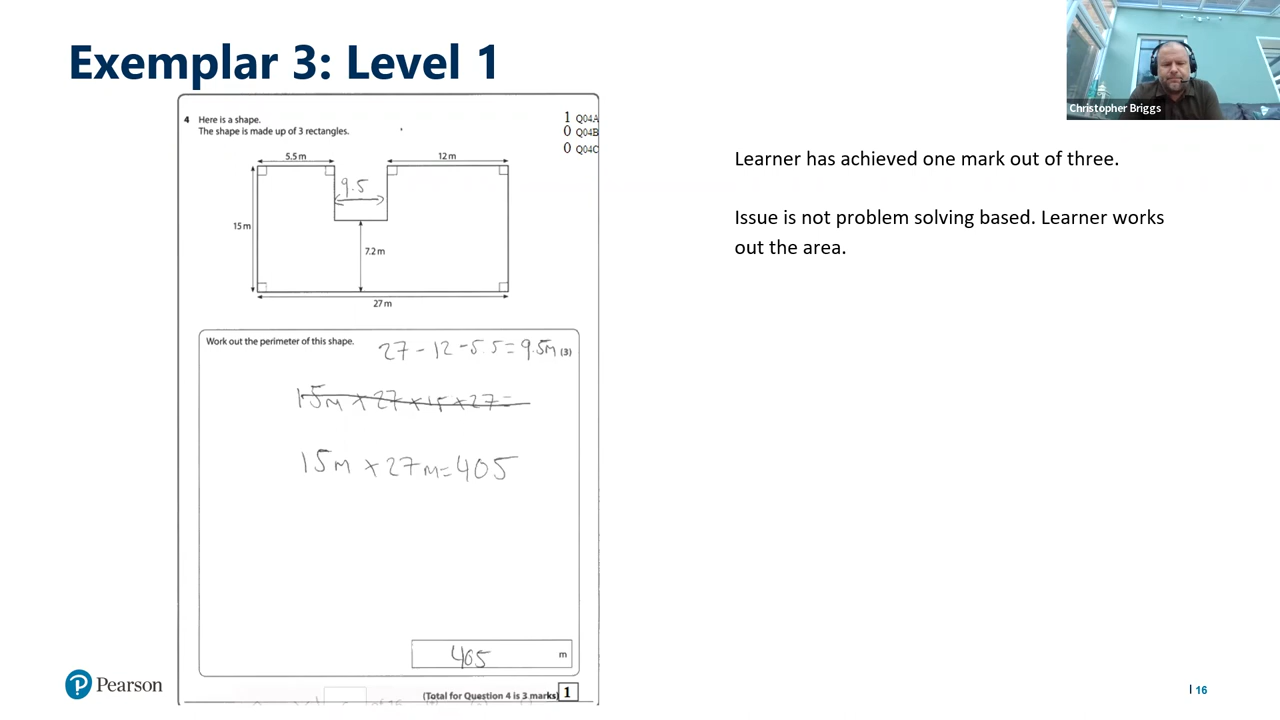 Exemplar 3: Level 1
Christopher Briggs
4 Here is a shape.
The shape is made up of 3 rectangles.
1 Q04A
0 Q04B
0 Q04C
5.5 m
12 m
9.5
15 m
7.2 m
27 m
Work out the perimeter of this shape.
27 - 12 - 5.5 = 9.5m (3)
15m x 27 x 15 x 27 =
15m x 27m = 405
405 m
(Total for Question 4 is 3 marks) 1
Learner has achieved one mark out of three.
Issue is not problem solving based. Learner works
out the area.
Pearson
16